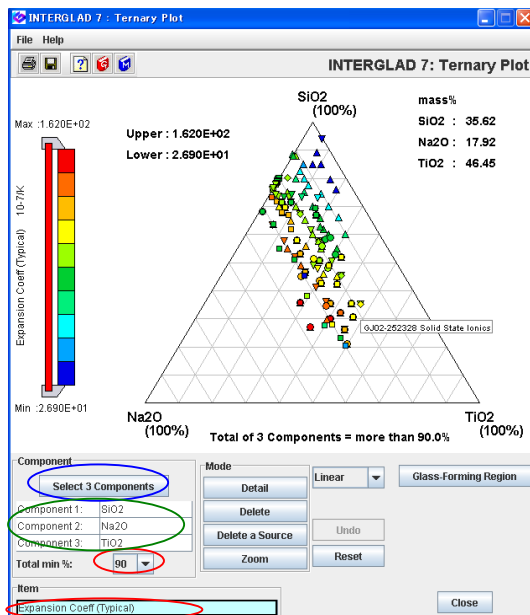 INTERGLAD 7 : Ternary Plot
File Help
INTERGLAD 7: Ternary Plot
SiO2
(100%)
mass%
SiO2 : 35.62
Na2O : 17.92
TiO2 : 46.45
Max :1.620E+02
Upper : 1.620E+02
Lower : 2.690E+01
Expansion Coeff (Typical) 10-7/K
GJ02-252328 Solid State Ionics
Min :2.690E+01
Na2O
(100%)
TiO2
(100%)
Total of 3 Components = more than 90.0%
Component
Select 3 Components
Component 1: SiO2
Component 2: Na2O
Component 3: TiO2
Total min %: 90
Mode
Detail
Delete
Delete a Source
Zoom
Linear
Glass-Forming Region
Undo
Reset
Item
Expansion Coeff (Typical)
Close